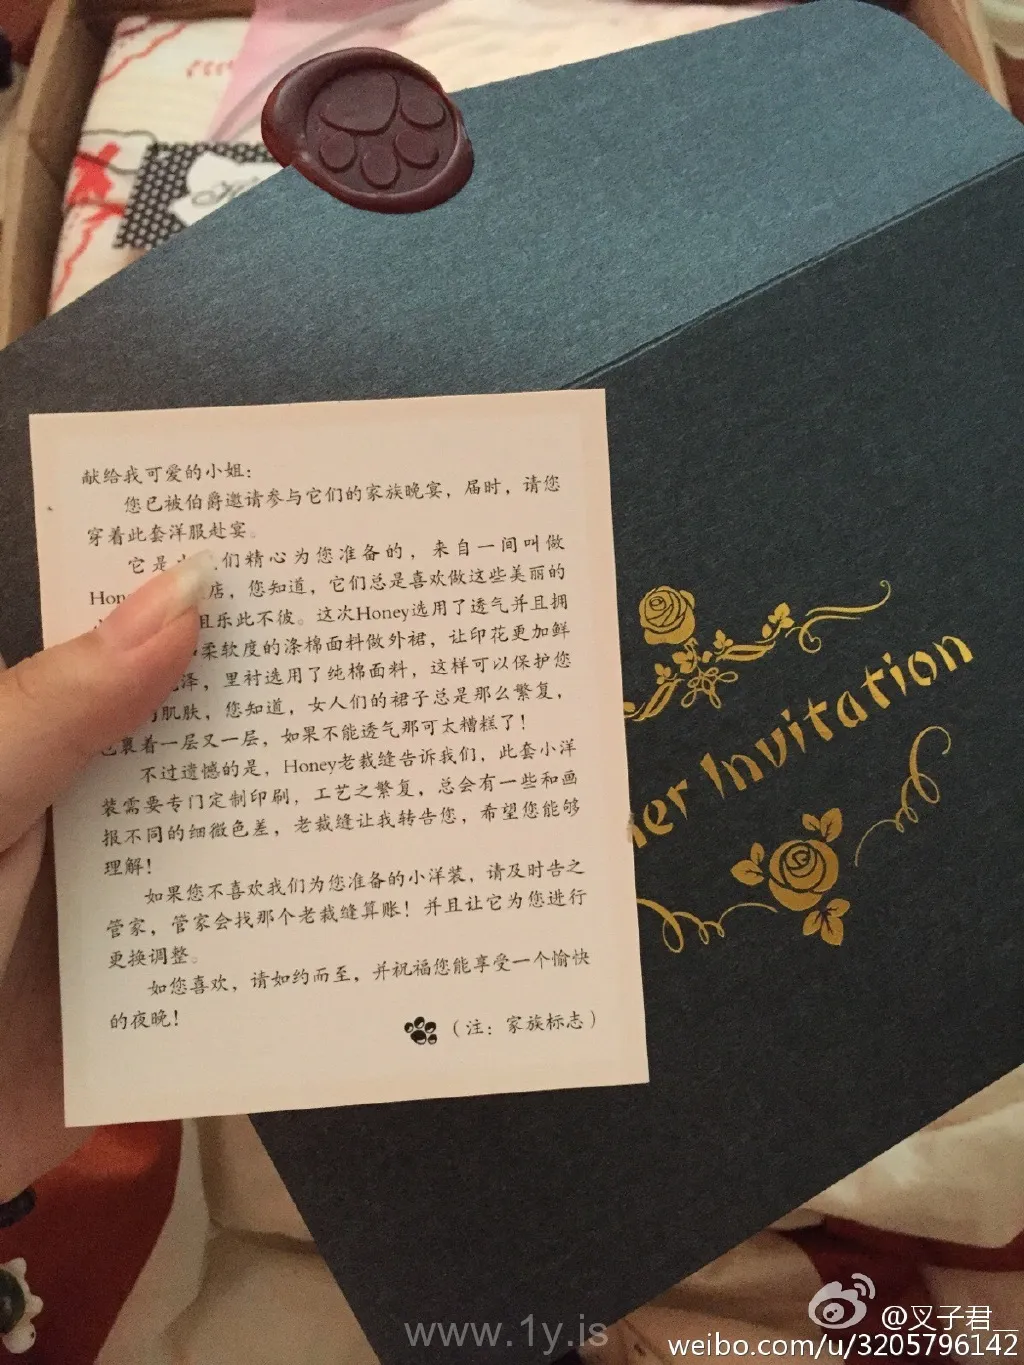 献给我可爱的小姐:
您已被伯爵邀请参与它们的家族晚宴，届时，请您
穿着此套洋服赴宴。
它是 们精心为您准备的，来自一间叫做
Hone 店，您知道，它们总是喜欢做这些美丽的
且乐此不彼。这次Honey选用了透气并且拥
柔软度的涤棉面料做外裙，让印花更加鲜
泽，里衬选用了纯棉面料，这样可以保护您
肌肤，您知道，女人们的裙子总是那么繁复，
裹着一层又一层，如果不能透气那可太糟糕了！
不过遗憾的是，Honey老裁缝告诉我们，此套小洋
装需要专门定制印刷，工艺之繁复，总会有一些和画
报不同的细微色差，老裁缝让我转告您，希望您能够
理解！
如果您不喜欢我们为您准备的小洋装，请及时告之
管家，管家会找那个老裁缝算账！并且让它为您进行
更换调整。
如您喜欢，请如约而至，并祝福您能享受一个愉快
的夜晚！
（注：家族标志）
ner Invitation
www.1y.is
@叉子君__
weibo.com/u/3205796142